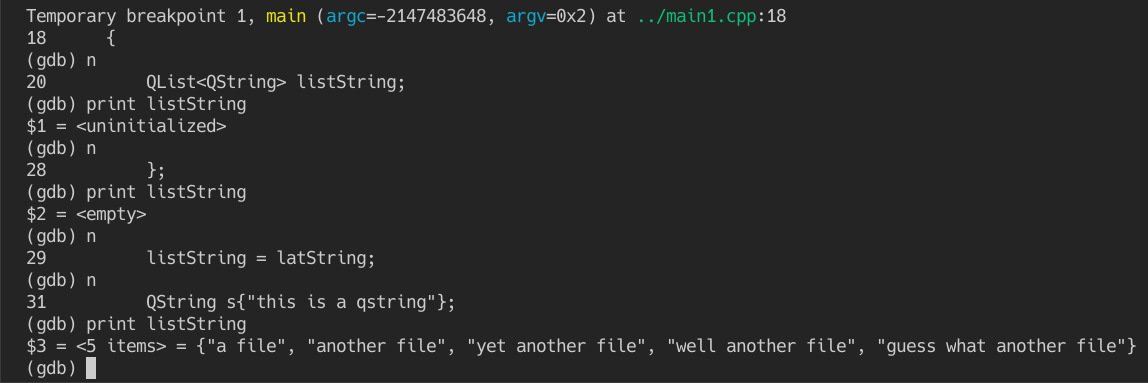 Temporary breakpoint 1, main (argc=-2147483648, argv=0x2) at ../main1.cpp:18
18      {
(gdb) n
20          QList<QString> listString;
(gdb) print listString
$1 = <uninitialized>
(gdb) n
28          };
(gdb) print listString
$2 = <empty>
(gdb) n
29          listString = latString;
(gdb) n
31          QString s{"this is a qstring"};
(gdb) print listString
$3 = <5 items> = {"a file", "another file", "yet another file", "well another file", "guess what another file"}
(gdb)